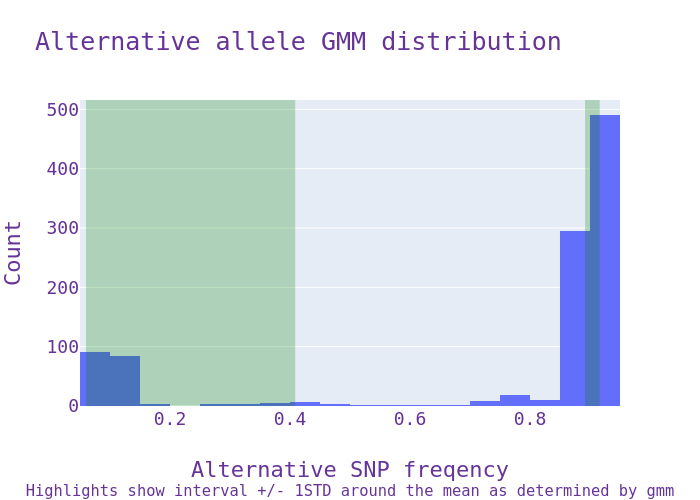 Alternative allele GMM distribution
500
400
300
200
100
0
Count
0.2 0.4 0.6 0.8
Alternative SNP freqency
Highlights show interval +/- 1STD around the mean as determined by gmm